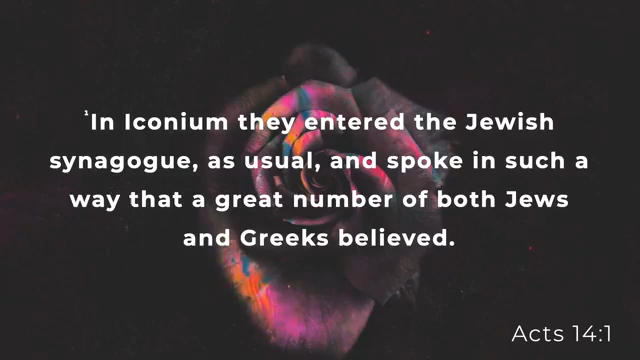 ¹In Iconium they entered the Jewish
synagogue, as usual, and spoke in such a
way that a great number of both Jews
and Greeks believed.
Acts 14:1